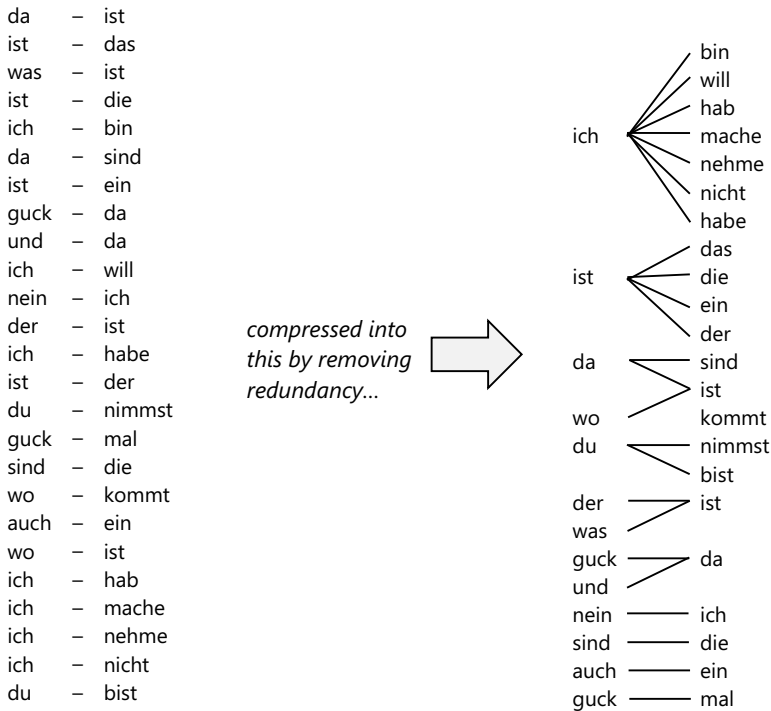 da – ist
ist – das
was – ist
ist – die
ich – bin
da – sind
ist – ein
guck – da
und – da
ich – will
nein – ich
der – ist
ich – habe
ist – der
du – nimmst
guck – mal
sind – die
wo – kommt
auch – ein
wo – ist
ich – hab
ich – mache
ich – nehme
ich – nicht
du – bist
compressed into
this by removing
redundancy...
bin
will
hab
ich mache
nehme
nicht
habe
das
ist die
ein
der
da sind
ist
wo kommt
du nimmst
bist
der ist
was
guck da
und
nein ich
sind die
auch ein
guck mal